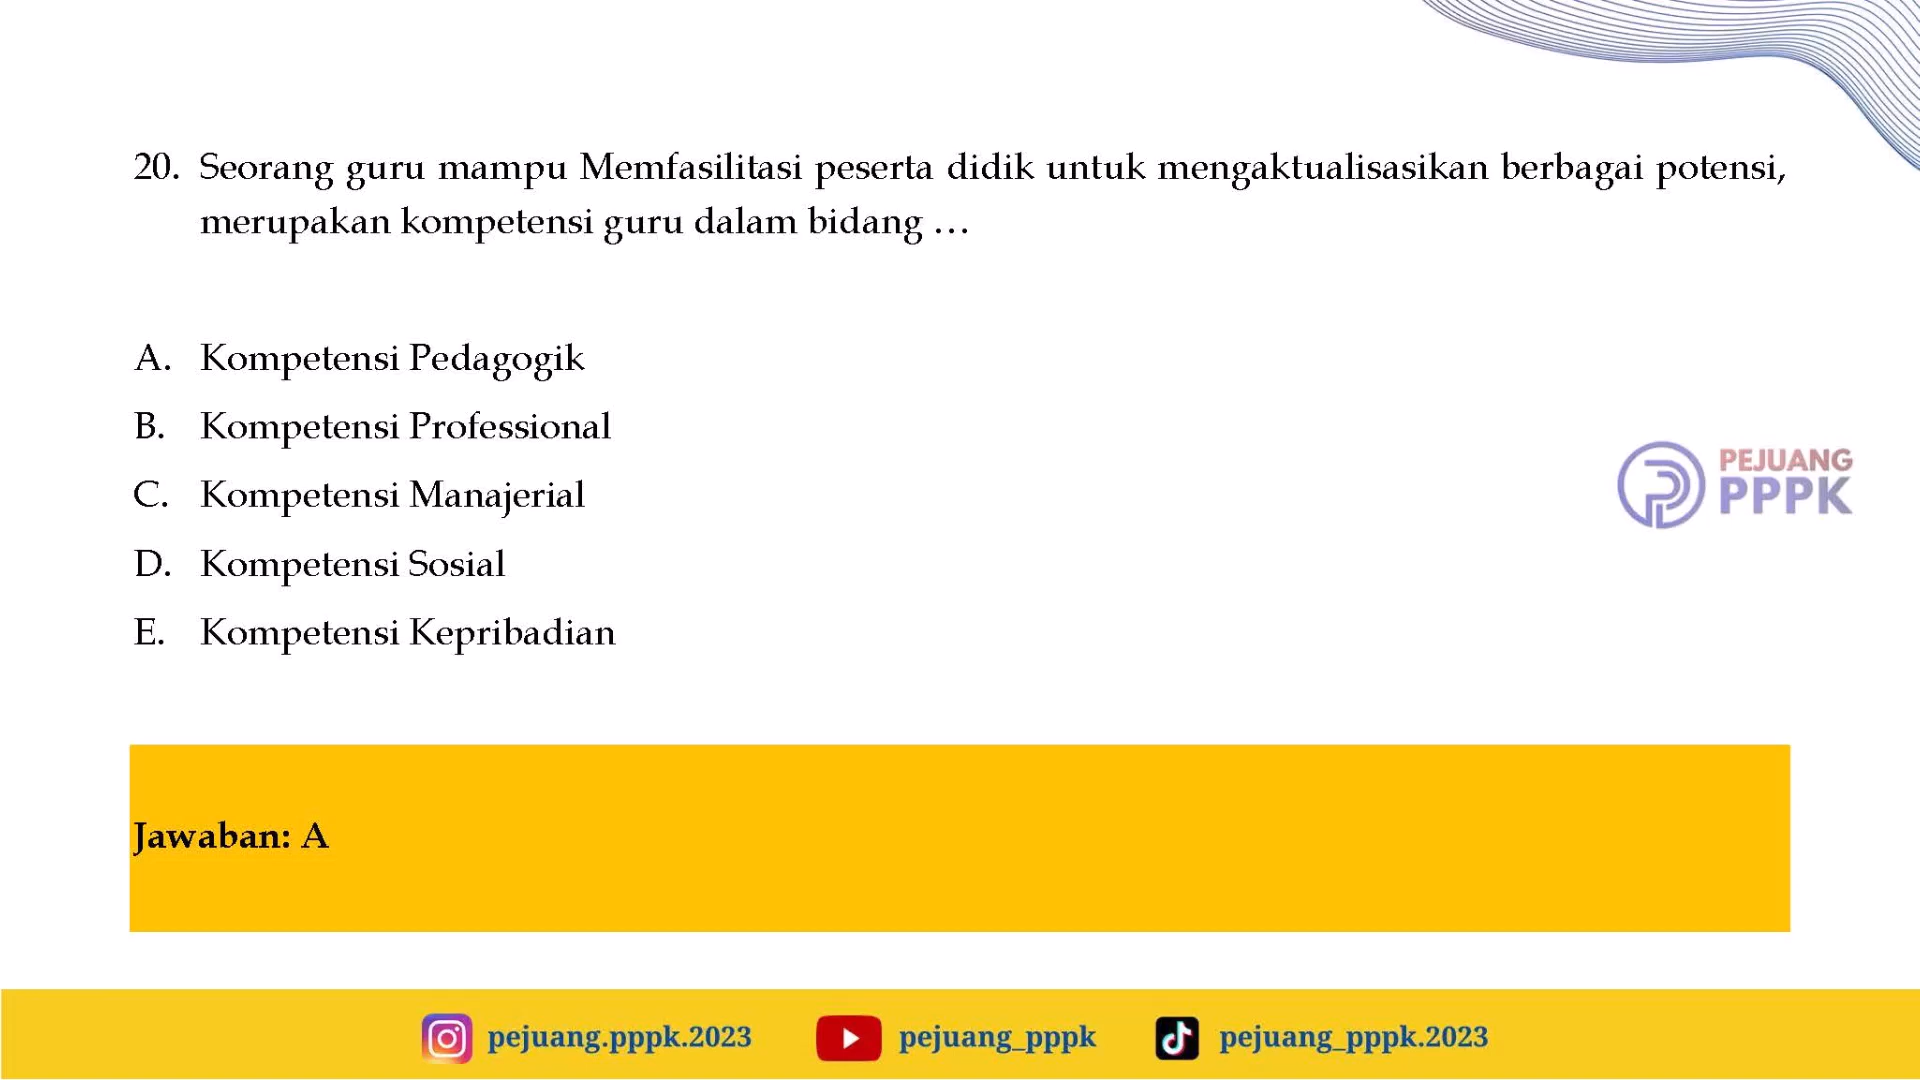 20. Seorang guru mampu Memfasilitasi peserta didik untuk mengaktualisasikan berbagai potensi,
merupakan kompetensi guru dalam bidang …
A. Kompetensi Pedagogik
B. Kompetensi Professional
PEJUANG
PPPK
C. Kompetensi Manajerial
D. Kompetensi Sosial
E. Kompetensi Kepribadian
Jawaban: A
pejuang.pppk.2023 pejuang_pppk pejuang_pppk.2023